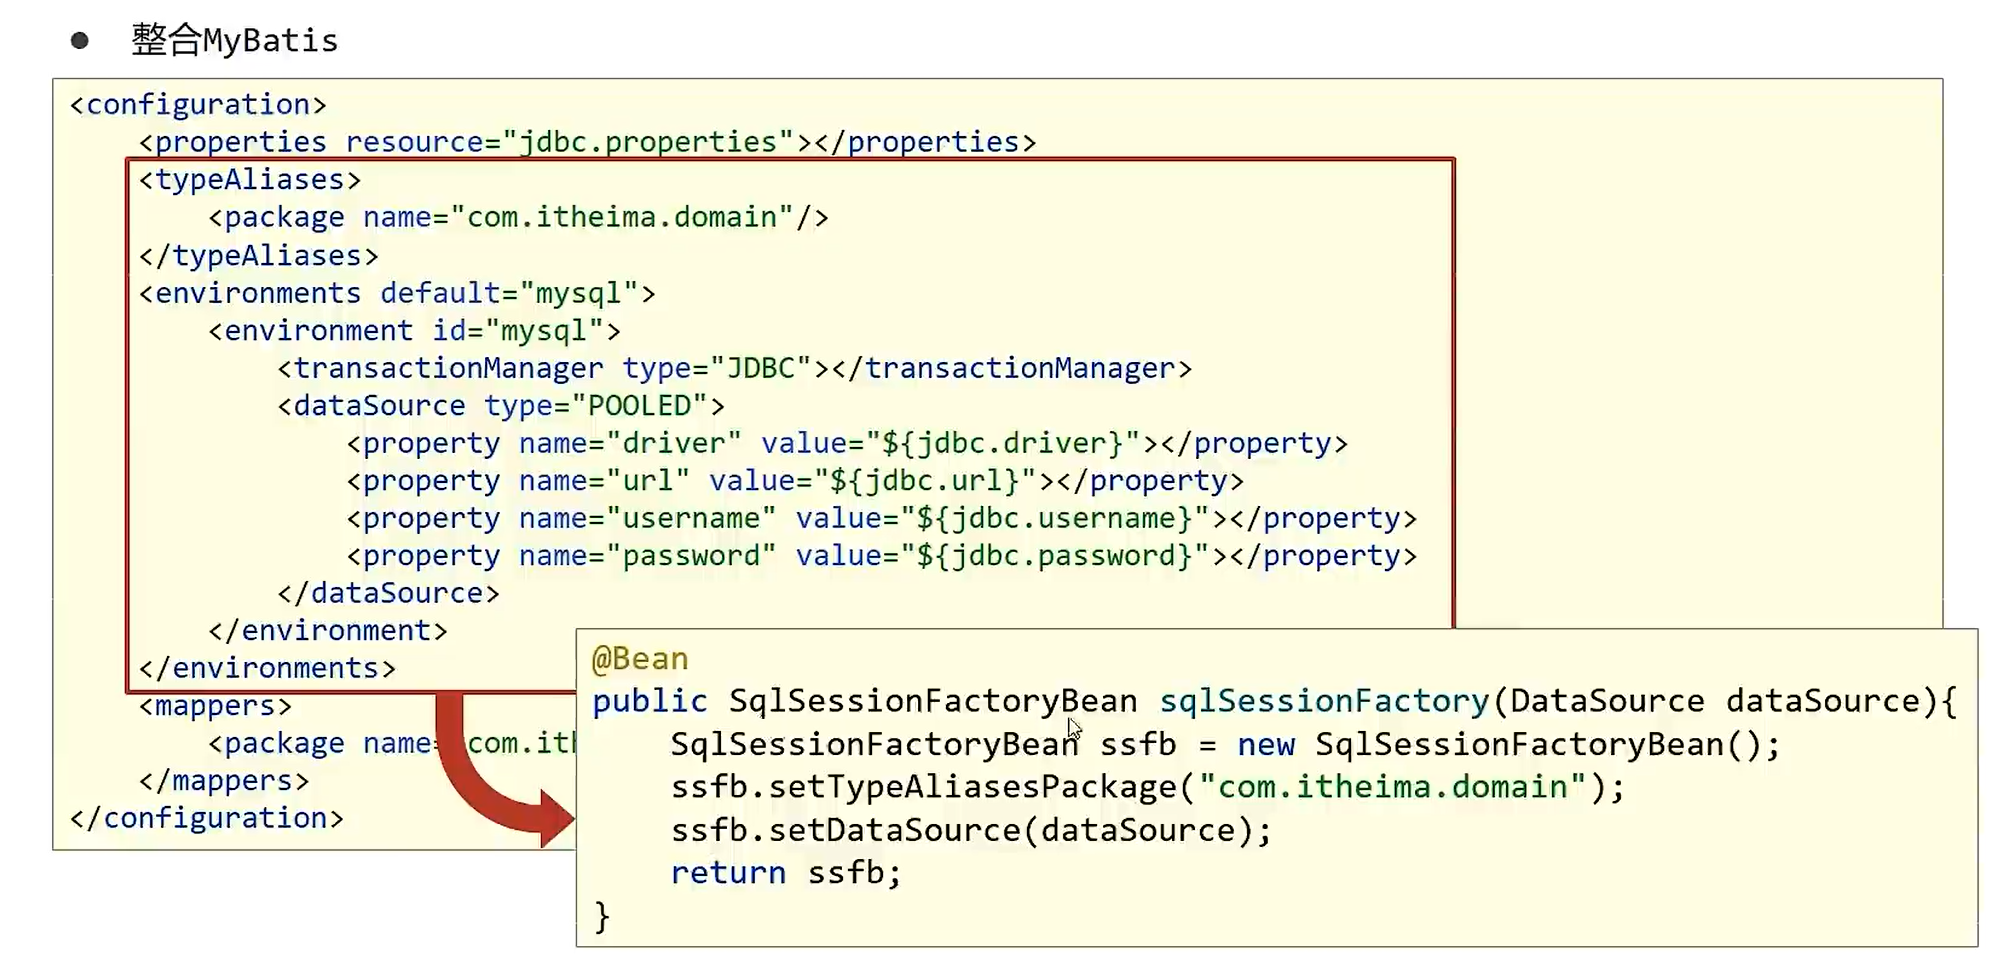 ● 整合MyBatis
<configuration>
    <properties resource="jdbc.properties"></properties>
    <typeAliases>
        <package name="com.itheima.domain"/>
    </typeAliases>
    <environments default="mysql">
        <environment id="mysql">
            <transactionManager type="JDBC"></transactionManager>
            <dataSource type="POOLED">
                <property name="driver" value="${jdbc.driver}"></property>
                <property name="url" value="${jdbc.url}"></property>
                <property name="username" value="${jdbc.username}"></property>
                <property name="password" value="${jdbc.password}"></property>
            </dataSource>
        </environment>
    </environments>
    <mappers>
        <package name= com.it
    </mappers>
</configuration>
@Bean
public SqlSessionFactoryBean sqlSessionFactory(DataSource dataSource){
    SqlSessionFactoryBean ssfb = new SqlSessionFactoryBean();
    ssfb.setTypeAliasesPackage("com.itheima.domain");
    ssfb.setDataSource(dataSource);
    return ssfb;
}